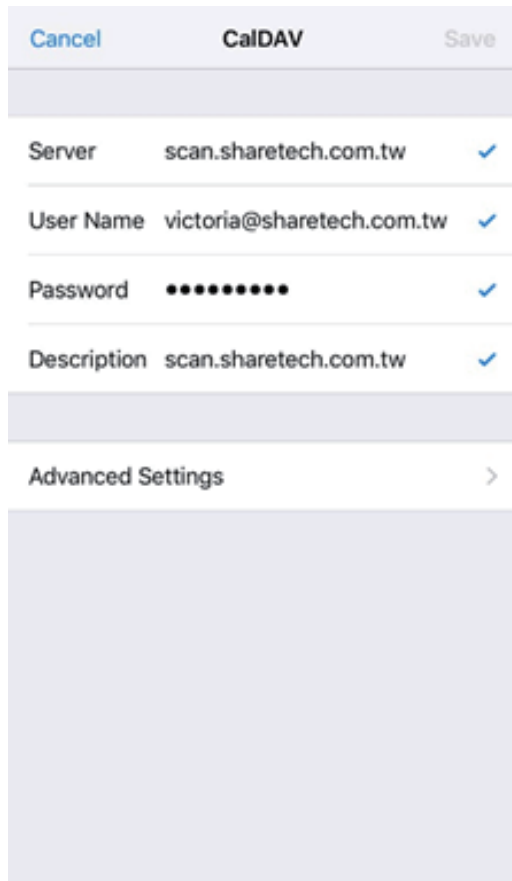 Cancel CalDAV Save
Server scan.sharetech.com.tw
User Name victoria@sharetech.com.tw
Password •••••••••
Description scan.sharetech.com.tw
Advanced Settings